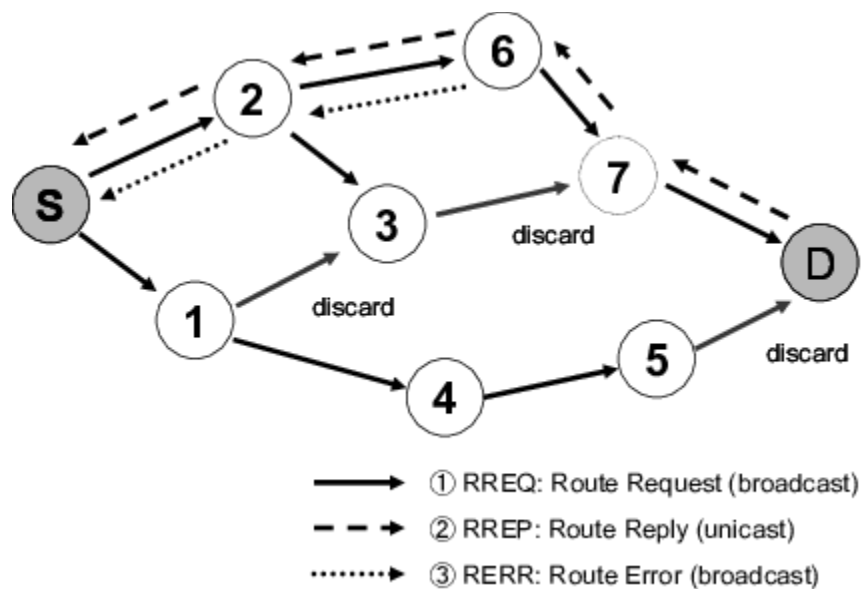 6
2
7
S
3
discard
D
1
discard
5
discard
4
① RREQ: Route Request (broadcast)
② RREP: Route Reply (unicast)
③ RERR: Route Error (broadcast)